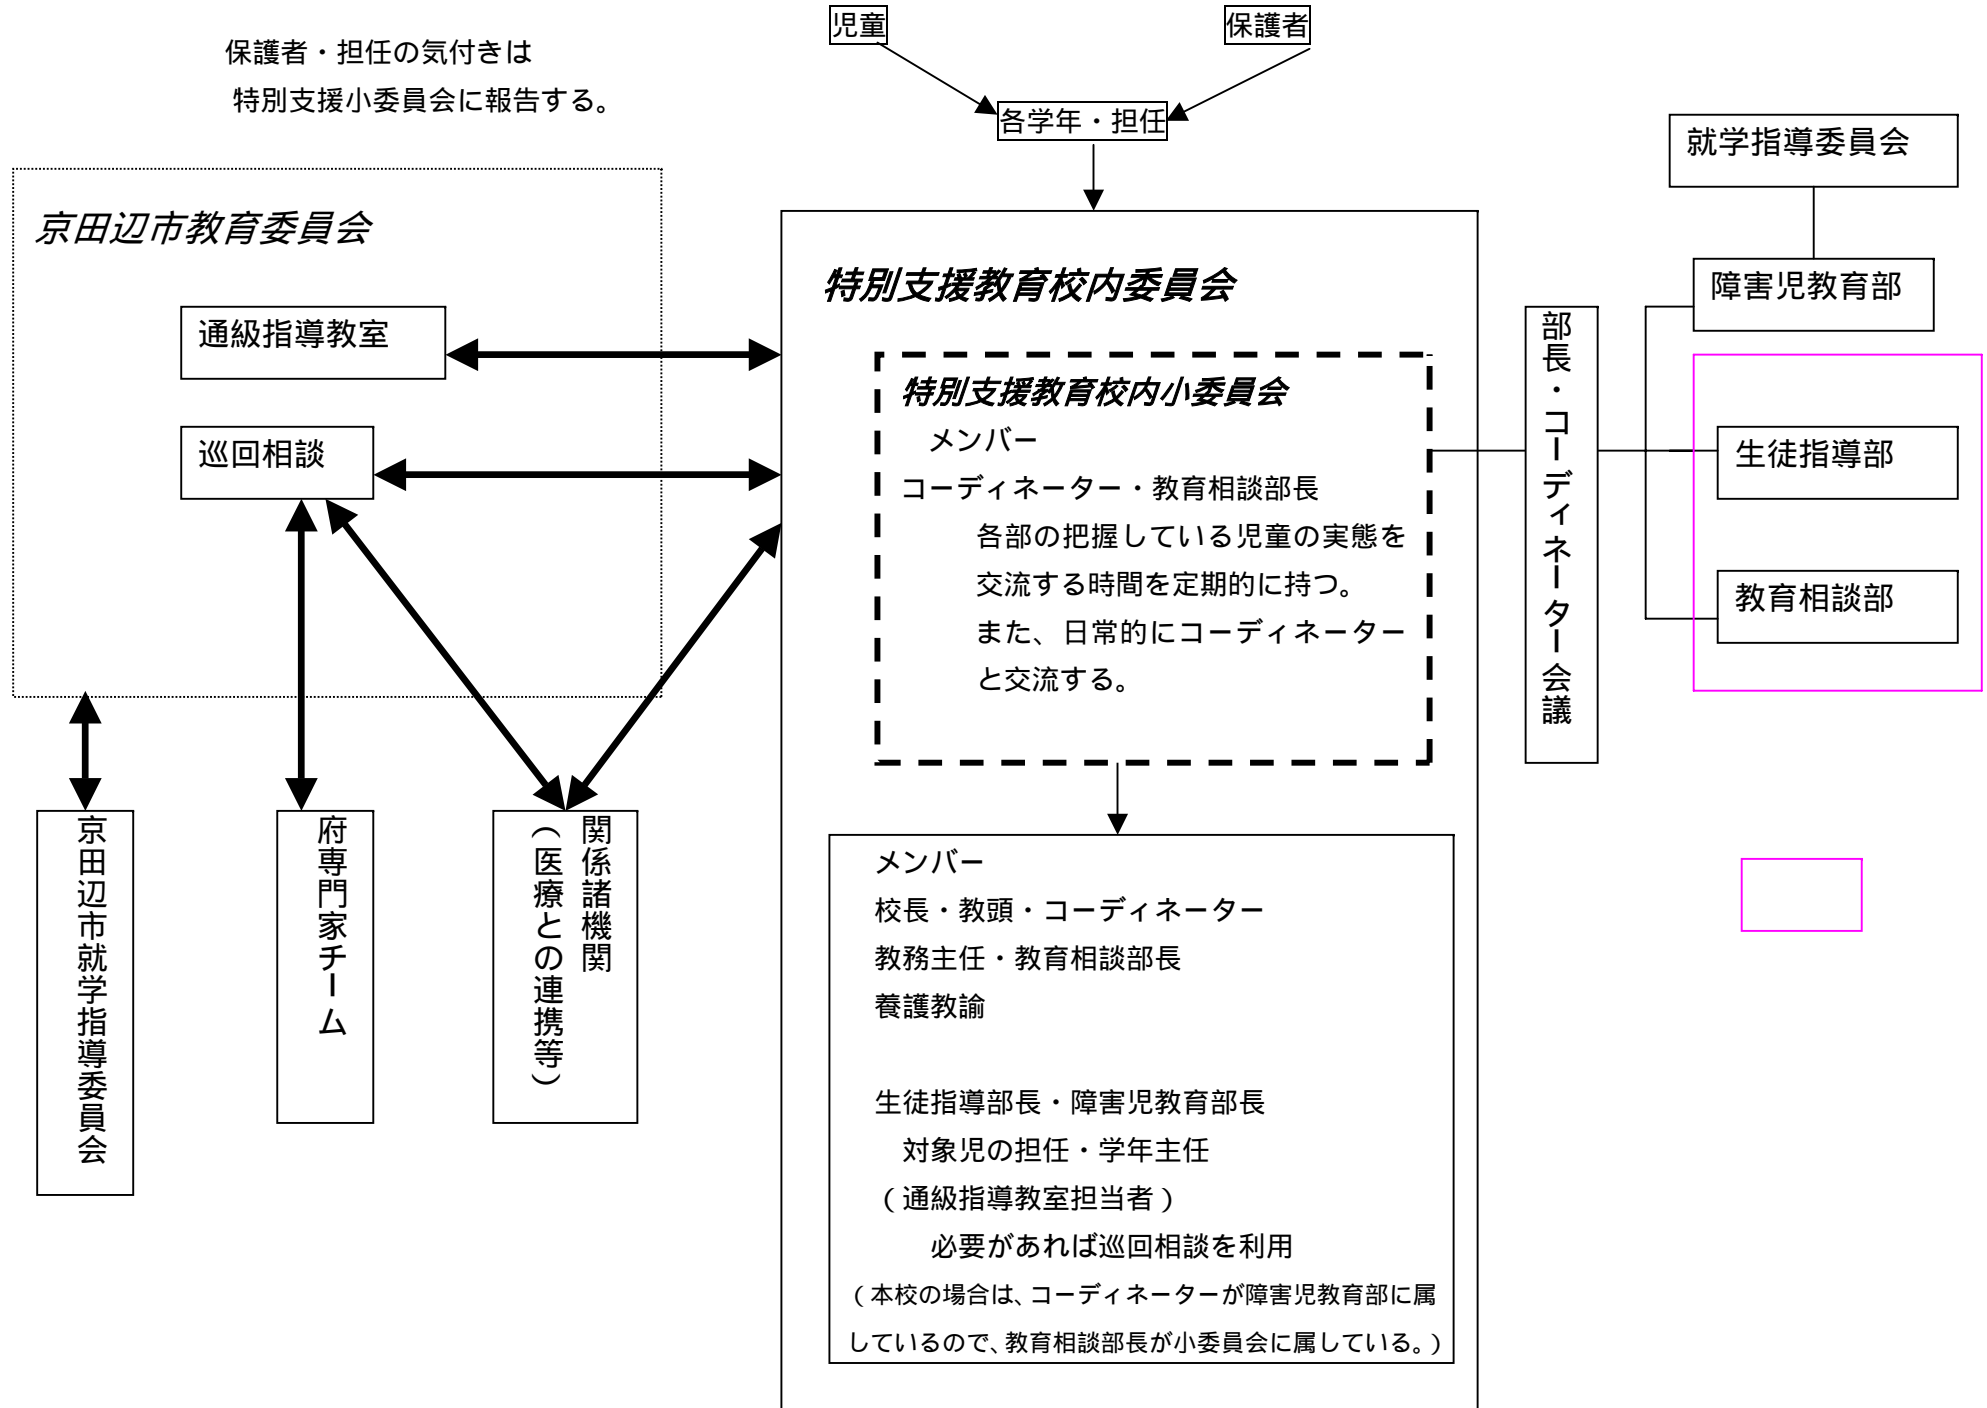 児童
保護者
保護者・担任の気付きは
特別支援小委員会に報告する。
各学年・担任
就学指導委員会
京田辺市教育委員会
通級指導教室
巡回相談
特別支援教育校内委員会
特別支援教育校内小委員会
メンバー
コーディネーター・教育相談部長
各部の把握している児童の実態を
交流する時間を定期的に持つ。
また、日常的にコーディネーター
と交流する。
部長・コーディネーター会議
障害児教育部
生徒指導部
教育相談部
京田辺市就学指導委員会
府専門家チーム
関係諸機関
（医療との連携等）
メンバー
校長・教頭・コーディネーター
教務主任・教育相談部長
養護教諭
生徒指導部長・障害児教育部長
対象児の担任・学年主任
（通級指導教室担当者）
必要があれば巡回相談を利用
（本校の場合は、コーディネーターが障害児教育部に属
しているので、教育相談部長が小委員会に属している。）